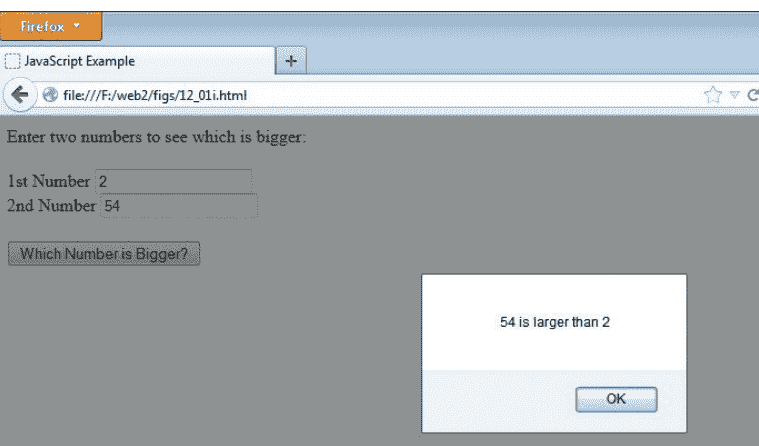 Firefox
JavaScript Example
+
file:///F:/web2/figs/12_01i.html
Enter two numbers to see which is bigger:
1st Number 2
2nd Number 54
Which Number is Bigger?
54 is larger than 2
OK